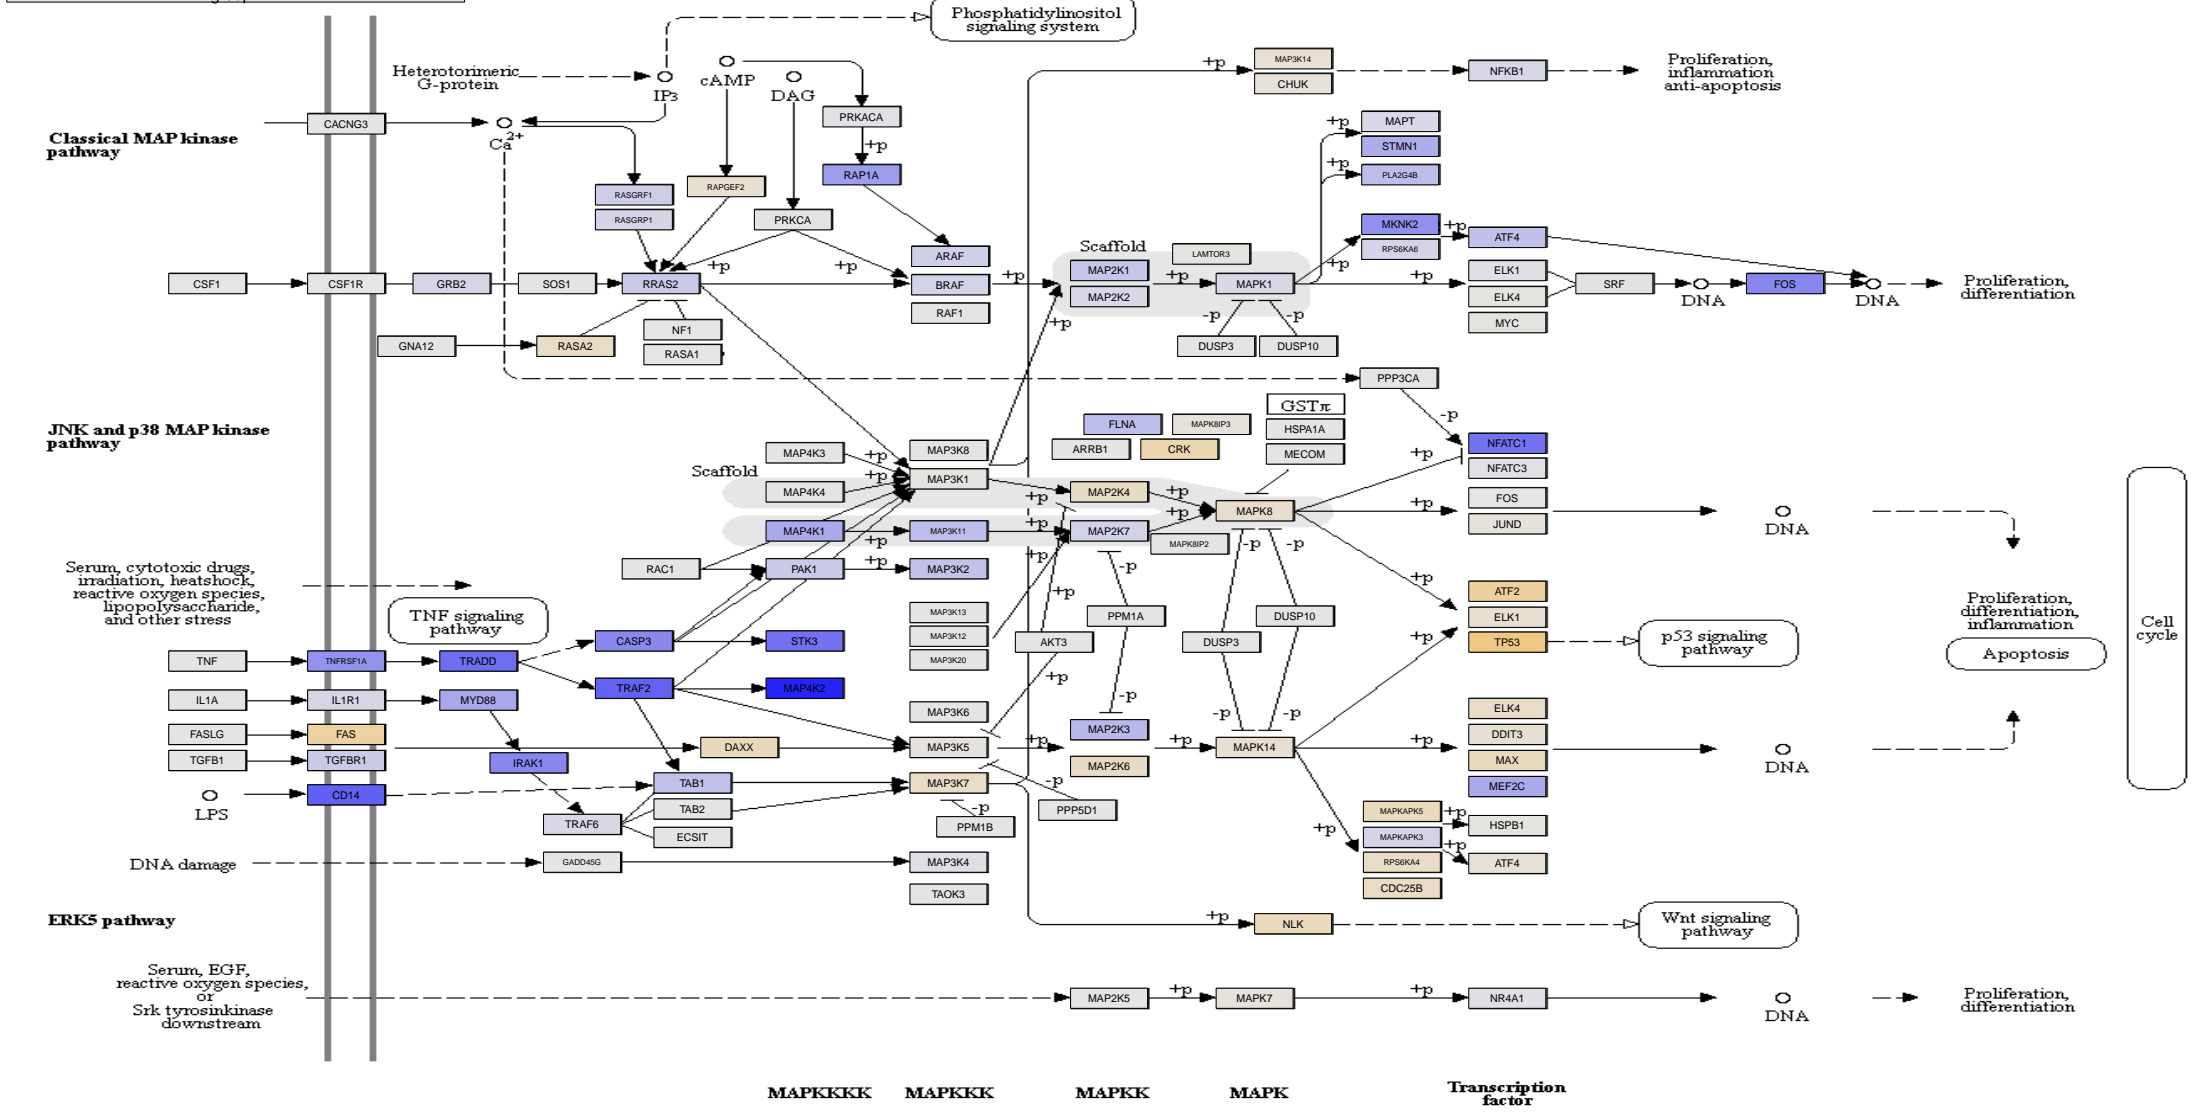 Phosphatidylinositol
signaling system
Heterotorimeric
G-protein
IP3
cAMP
DAG
PRKACA
+p
MAP3K14
CHUK
NFKB1
Proliferation,
inflammation
anti-apoptosis
Classical MAP kinase
pathway
CACNG3
Ca2+
+p
RAP1A
RASGRF1
RAPGEF2
RASGRP1
PRKCA
+p
MAPT
STMN1
+p
PLA2G4B
Scaffold
LAMTOR3
+p
MKNK2
+p
RPS6KA6
ATF4
CSF1
CSF1R
GRB2
SOS1
RRAS2
+p
+p
ARAF
BRAF
RAF1
+p
MAP2K1
MAP2K2
+p
MAPK1
+p
ELK1
ELK4
MYC
SRF
DNA
FOS
DNA
Proliferation,
differentiation
GNA12
RASA2
NF1
RASA1
+p
-p
-p
DUSP3
DUSP10
PPP3CA
-p
JNK and p38 MAP kinase
pathway
GSTπ
HSPA1A
MECOM
FLNA
MAPK8IP3
ARRB1
CRK
NFATC1
NFATC3
+p
Scaffold
MAP4K3
+p
MAP3K8
MAP4K4
+p
MAP3K1
+p
MAP2K4
+p
MAPK8
+p
FOS
JUND
DNA
MAP4K1
+p
MAP3K11
+p
MAP2K7
+p
MAPK8IP2
RAC1
PAK1
+p
MAP3K2
+p
+p
-p
-p
-p
+p
Serum, cytotoxic drugs,
irradiation, heatshock,
reactive oxygen species,
lipopolysaccharide,
and other stress
TNF signaling
pathway
MAP3K13
MAP3K12
MAP3K20
AKT3
PPM1A
DUSP3
DUSP10
ATF2
ELK1
TP53
+p
p53 signaling
pathway
Proliferation,
differentiation,
inflammation
Apoptosis
Cell
cycle
CASP3
STK3
TNF
TNFRSF1A
TRADD
TRAF2
MAP4K2
+p
IL1A
IL1R1
MYD88
MAP3K6
-p
-p
-p
FASLG
FAS
DAXX
MAP3K5
+p
MAP2K3
MAP2K6
+p
MAPK14
+p
ELK4
DDIT3
MAX
MEF2C
DNA
TGFB1
TGFBR1
IRAK1
TAB1
TAB2
ECSIT
MAP3K7
-p
-p
PPM1B
PPP5D1
LPS
CD14
TRAF6
+p
MAPKAPK5
MAPKAPK3
RPS6KA4
CDC25B
+p
HSPB1
+p
ATF4
DNA damage
GADD45G
MAP3K4
TAOK3
ERK5 pathway
+p
NLK
Wnt signaling
pathway
Serum, EGF,
reactive oxygen species,
or
Srk tyrosinkinase
downstream
MAP2K5
+p
MAPK7
+p
NR4A1
DNA
Proliferation,
differentiation
MAPKKKK
MAPKKK
MAPKK
MAPK
Transcription
factor